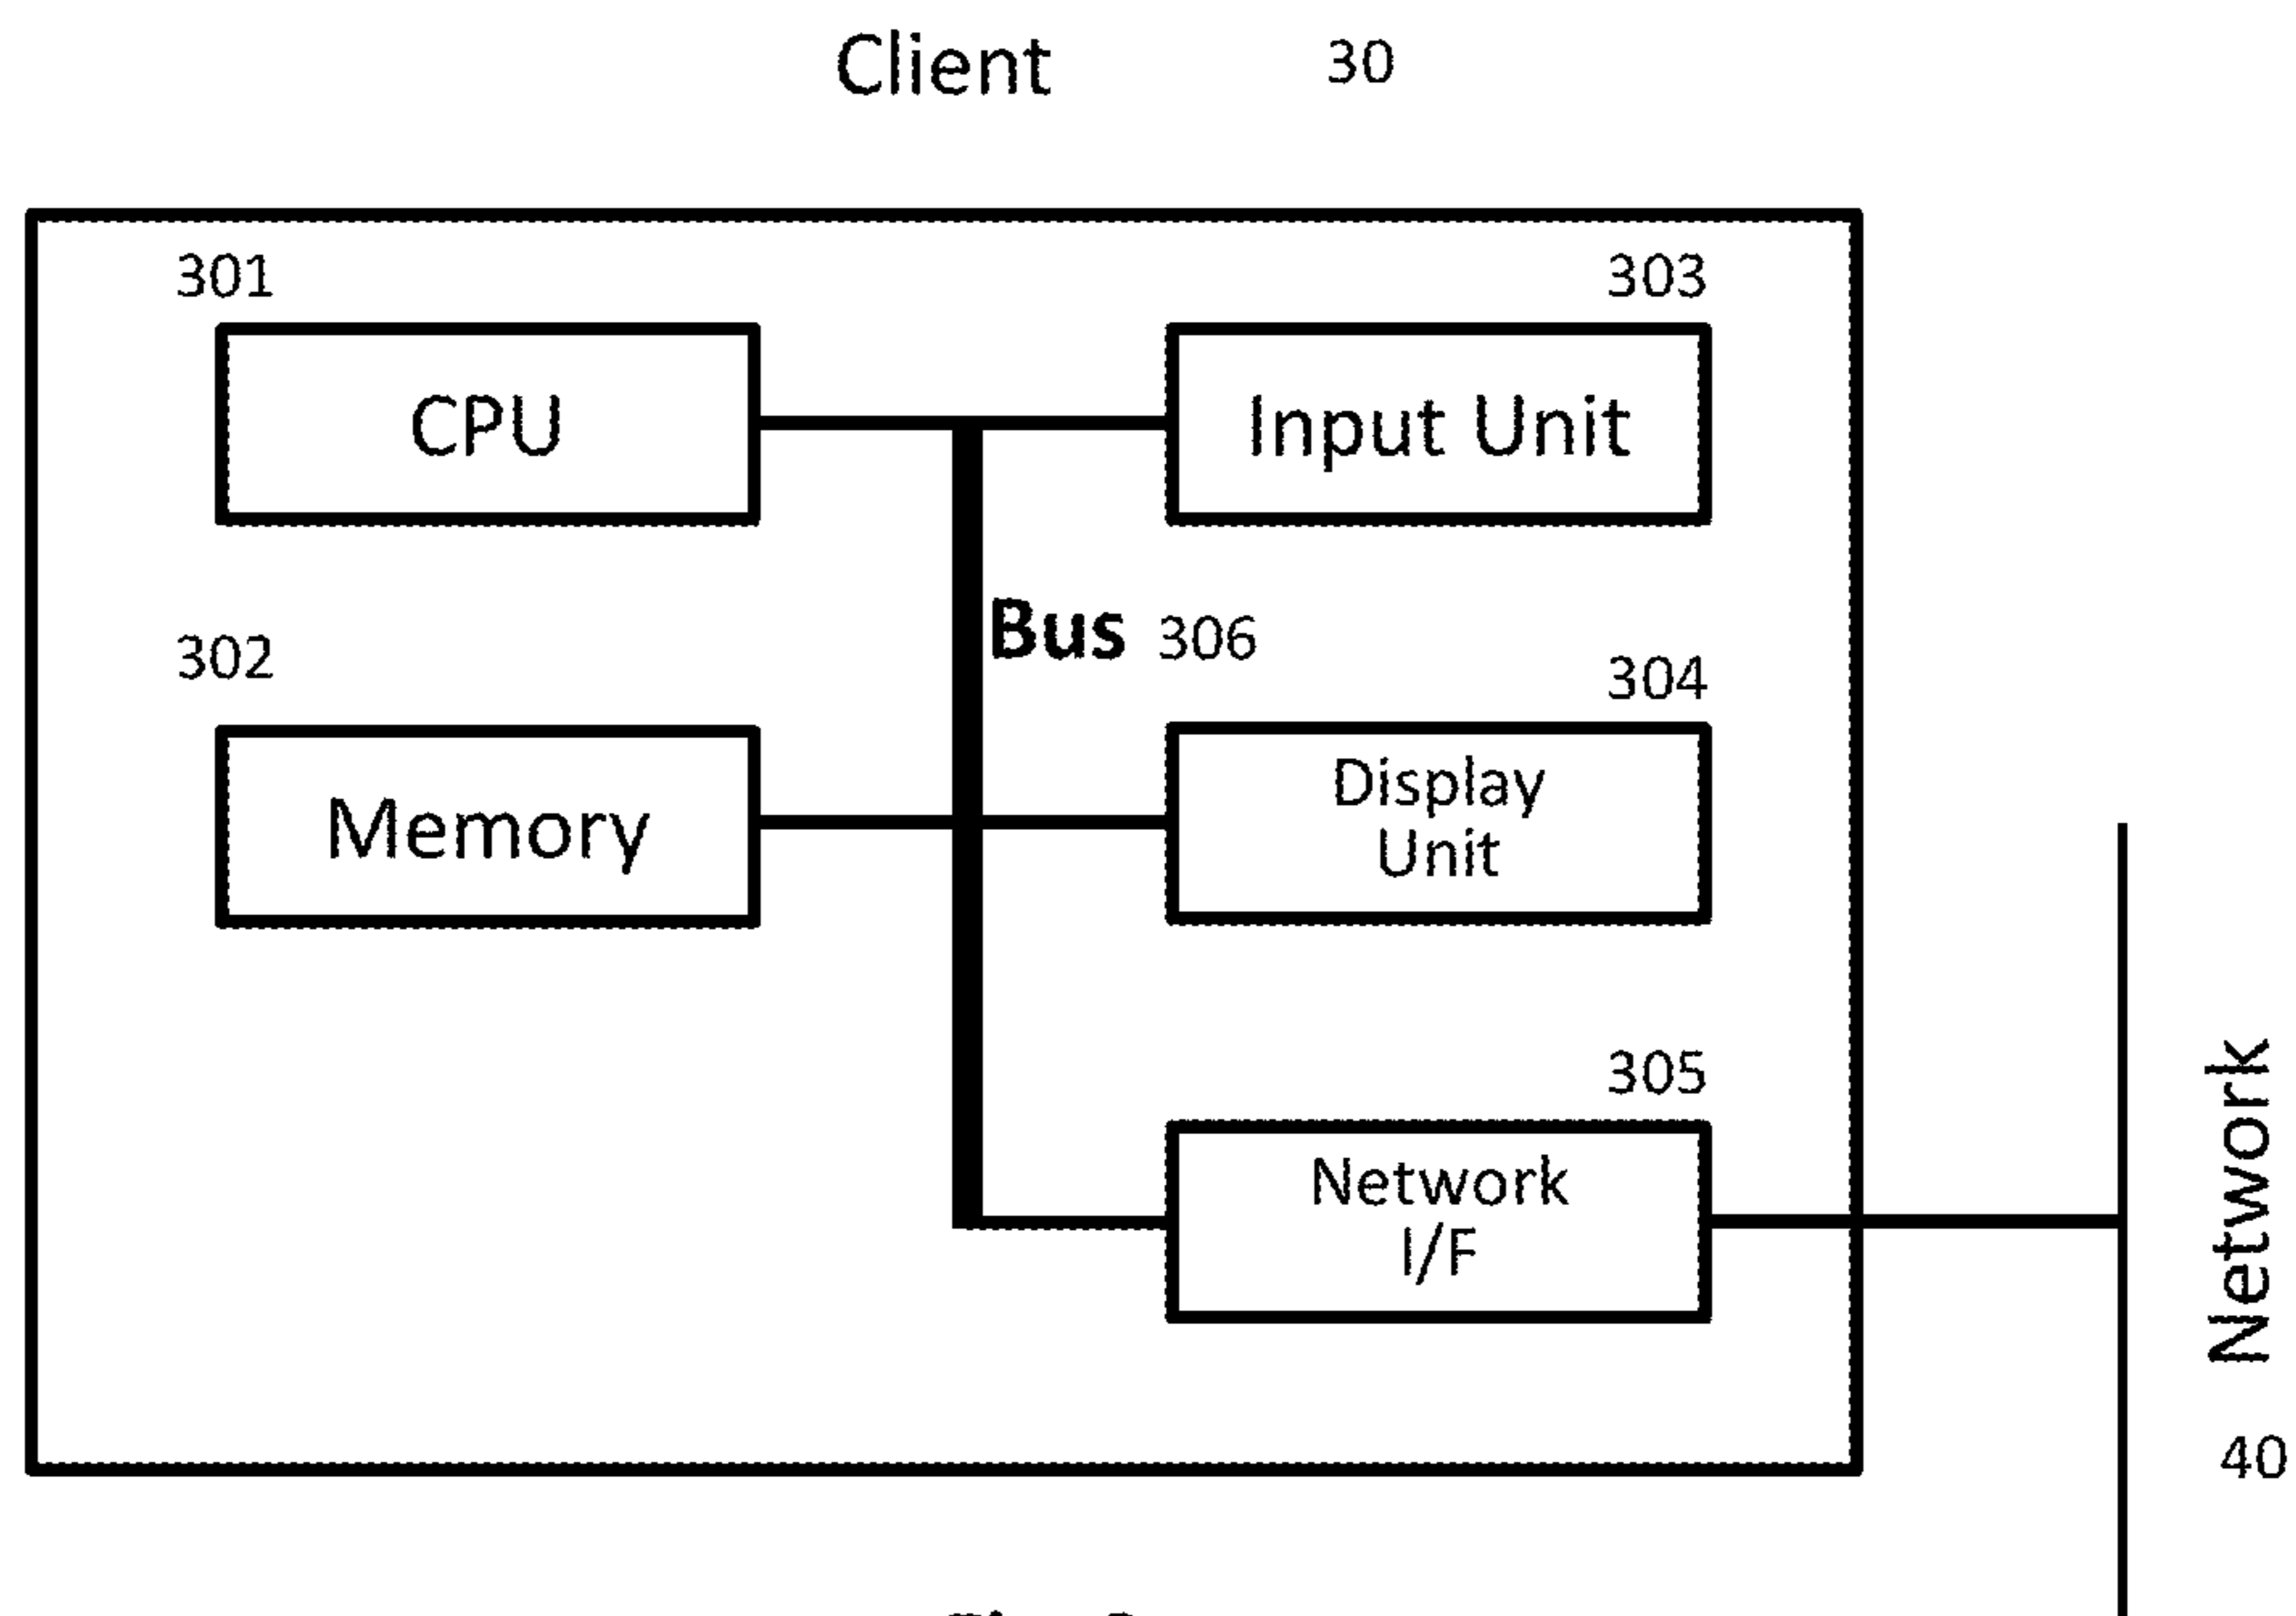 Client 30
301
303
CPU
Input Unit
Bus 306
302
304
Memory
Display
Unit
305
Network
I/F
Network
40